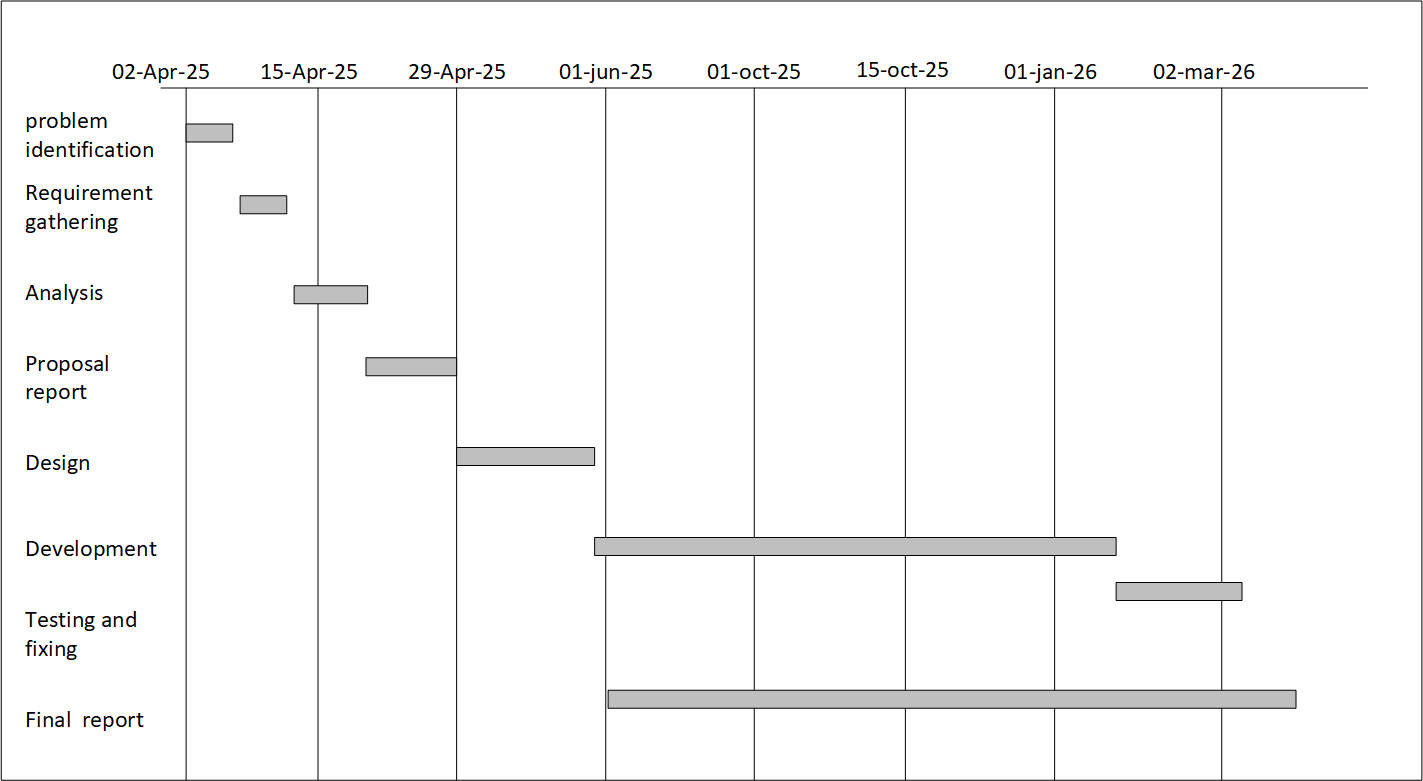 02-Apr-25 15-Apr-25 29-Apr-25 01-jun-25 01-oct-25 15-oct-25 01-jan-26 02-mar-26
problem
identification
Requirement
gathering
Analysis
Proposal
report
Design
Development
Testing and
fixing
Final  report